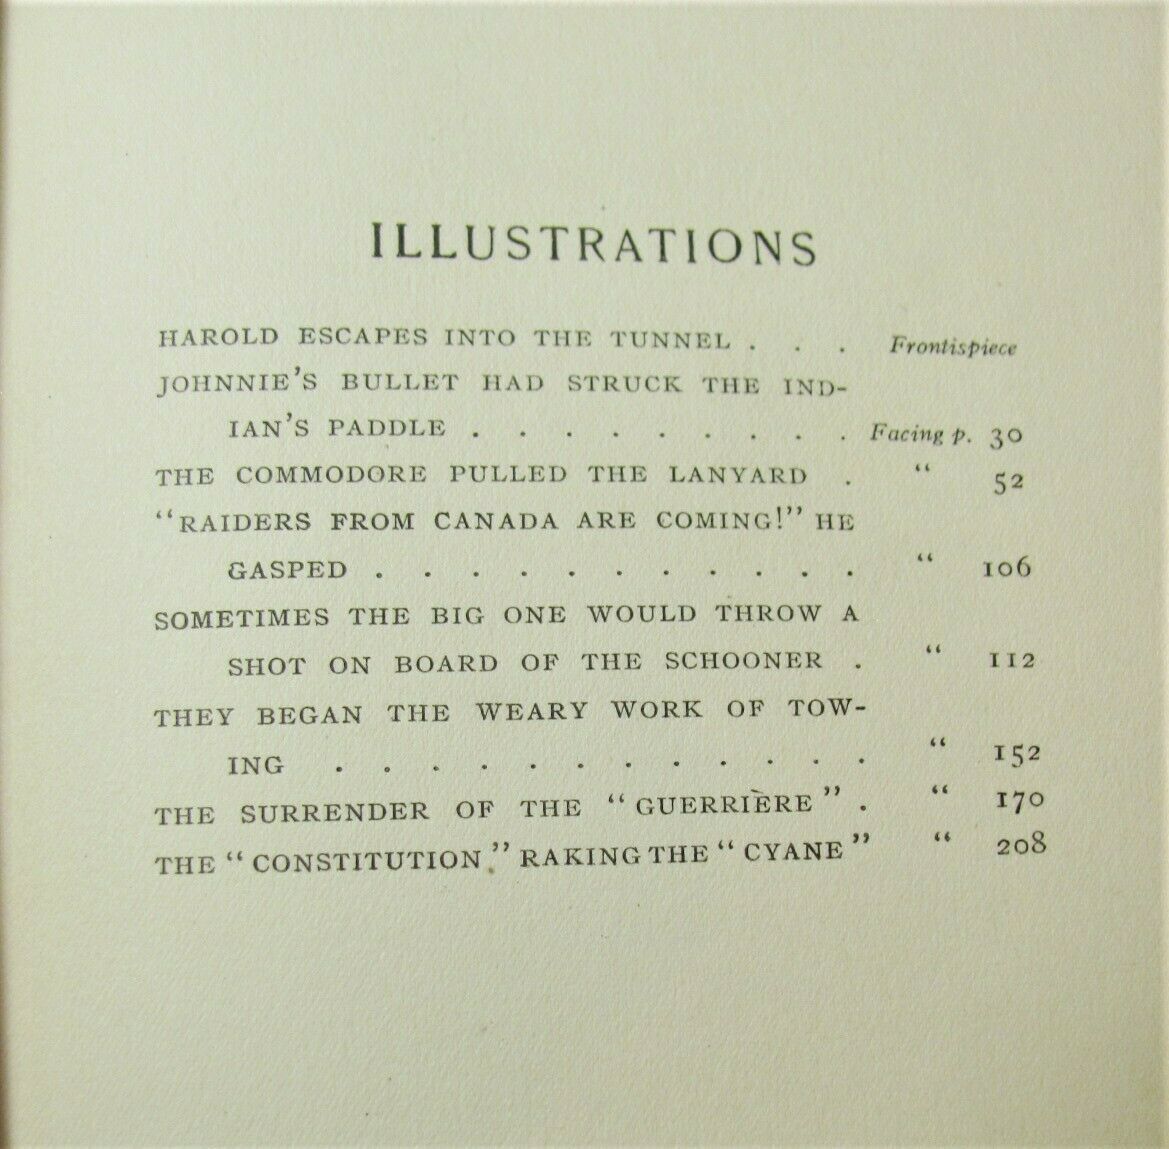 ILLUSTRATIONS
HAROLD ESCAPES INTO THE TUNNEL . . . Frontispiece
JOHNNIE'S BULLET HAD STRUCK THE IND-
IAN'S PADDLE . . . . . . . . . Facing p. 30
THE COMMODORE PULLED THE LANYARD . “ 52
“RAIDERS FROM CANADA ARE COMING!” HE
GASPED . . . . . . . . . . . “ 106
SOMETIMES THE BIG ONE WOULD THROW A
SHOT ON BOARD OF THE SCHOONER . “ 112
THEY BEGAN THE WEARY WORK OF TOW-
ING . . . . . . . . . . . . “ 152
THE SURRENDER OF THE “GUERRIÈRE” . “ 170
THE “CONSTITUTION” RAKING THE “CYANE” “ 208